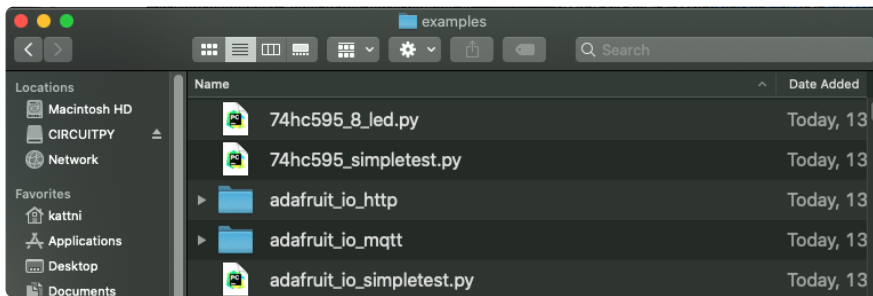 examples
Search
Locations
Macintosh HD
CIRCUITPY
Network
Favorites
kattni
Applications
Desktop
Documents
Name Date Added
74hc595_8_led.py Today, 13
74hc595_simpletest.py Today, 13
adafruit_io_http Today, 13
adafruit_io_mqtt Today, 13
adafruit_io_simpletest.py Today, 13